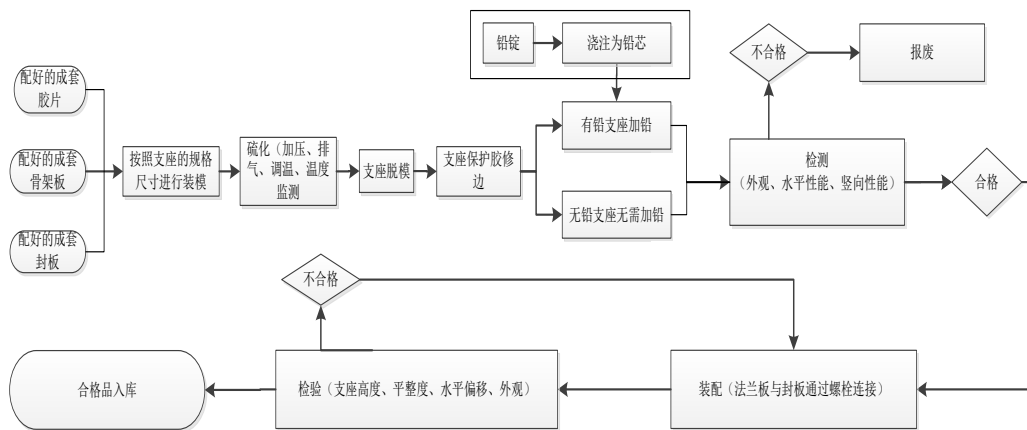 配好的成套
胶片
配好的成套
骨架板
配好的成套
封板
按照支座的规格
尺寸进行装模
硫化（加压、排
气、调温、温度
监测
支座脱模
支座保护胶修
边
铅锭
浇注为铅芯
有铅支座加铅
无铅支座无需加铅
不合格
报废
检测
（外观、水平性能、竖向性能）
合格
不合格
合格品入库
检验（支座高度、平整度、水平偏移、外观）
装配（法兰板与封板通过螺栓连接）